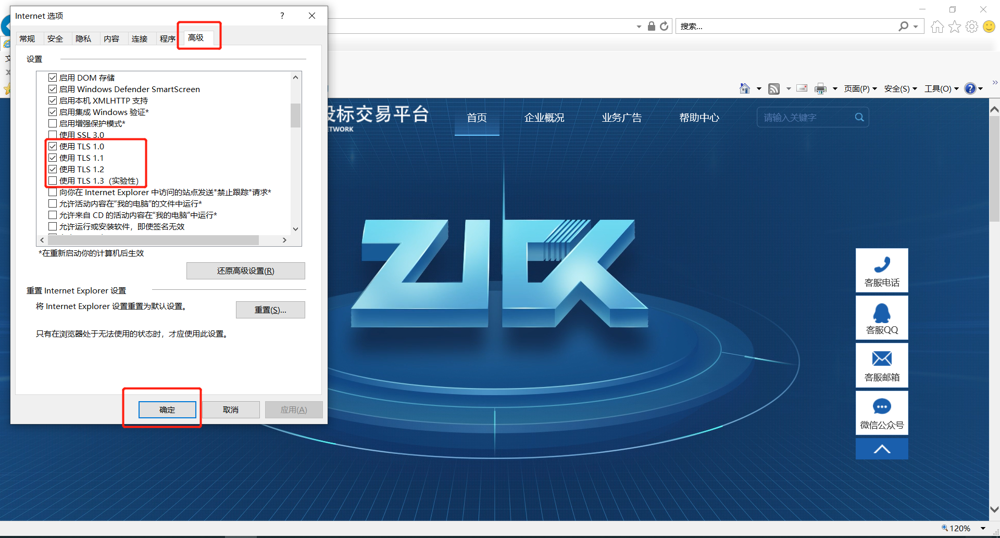 Internet 选项
?
常规 安全 隐私 内容 连接 程序 高级
设置
启用 DOM 存储
启用 Windows Defender SmartScreen
启用本机 XMLHTTP 支持
启用集成 Windows 验证*
启用增强保护模式*
使用 SSL 3.0
使用 TLS 1.0
使用 TLS 1.1
使用 TLS 1.2
使用 TLS 1.3（实验性）
向你在 Internet Explorer 中访问的站点发送"禁止跟踪"请求*
允许活动内容在“我的电脑”的文件中运行*
允许来自 CD 的活动内容在“我的电脑”中运行*
允许运行或安装软件，即使签名无效
*在重新启动你的计算机后生效
还原高级设置(R)
重置 Internet Explorer 设置
将 Internet Explorer 设置重置为默认设置。
重置(S)...
只有在浏览器处于无法使用的状态时，才应使用此设置。
确定 取消 应用(A)
搜索...
页面(P) 安全(S) 工具(O)
投标交易平台
ETWORK
首页 企业概况 业务广告 帮助中心
请输入关键字
客服电话
客服QQ
客服邮箱
微信公众号
120%